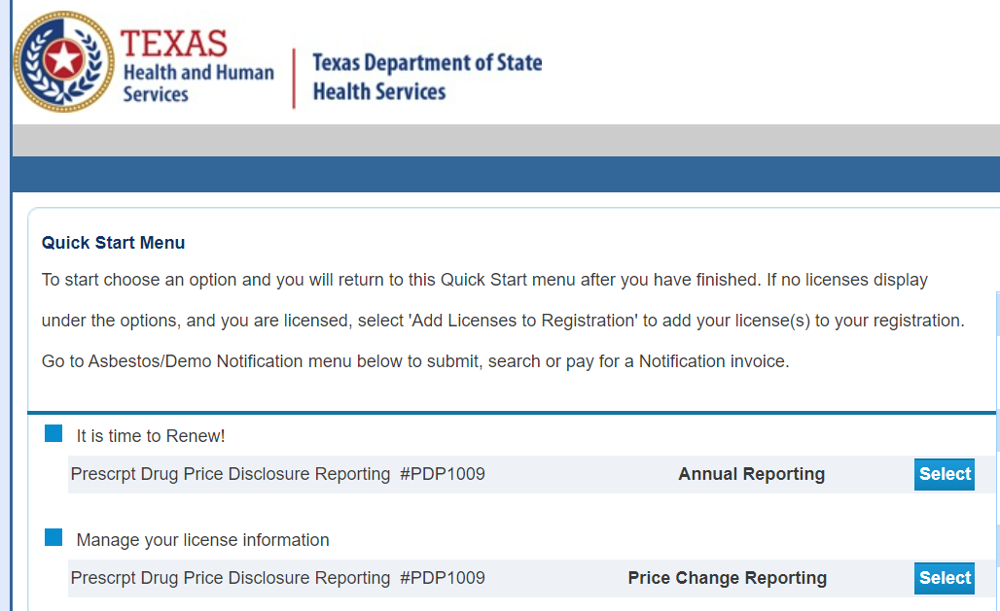 TEXAS
Health and Human
Services
Texas Department of State
Health Services
Quick Start Menu
To start choose an option and you will return to this Quick Start menu after you have finished. If no licenses display
under the options, and you are licensed, select 'Add Licenses to Registration' to add your license(s) to your registration.
Go to Asbestos/Demo Notification menu below to submit, search or pay for a Notification invoice.
It is time to Renew!
Prescrpt Drug Price Disclosure Reporting #PDP1009 Annual Reporting Select
Manage your license information
Prescrpt Drug Price Disclosure Reporting #PDP1009 Price Change Reporting Select